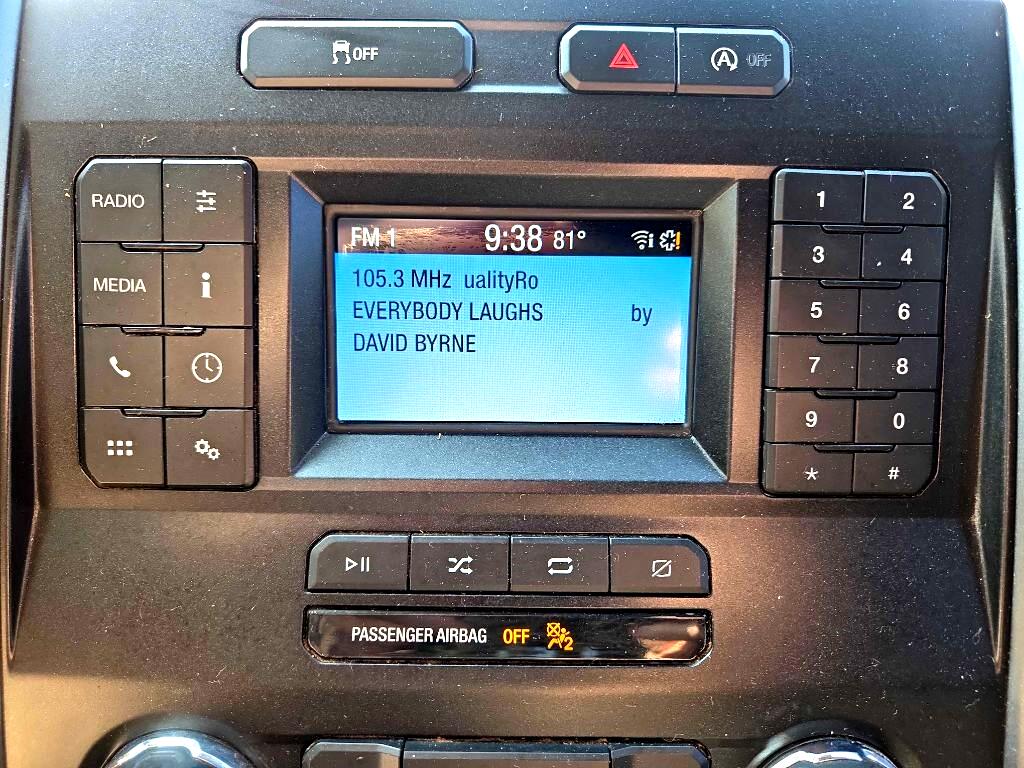 OFF
OFF
RADIO
MEDIA
FM 1 9:38 81°
105.3 MHz ualityRo
EVERYBODY LAUGHS by
DAVID BYRNE
1 2
3 4
5 6
7 8
9 0
* #
PASSENGER AIRBAG OFF 2